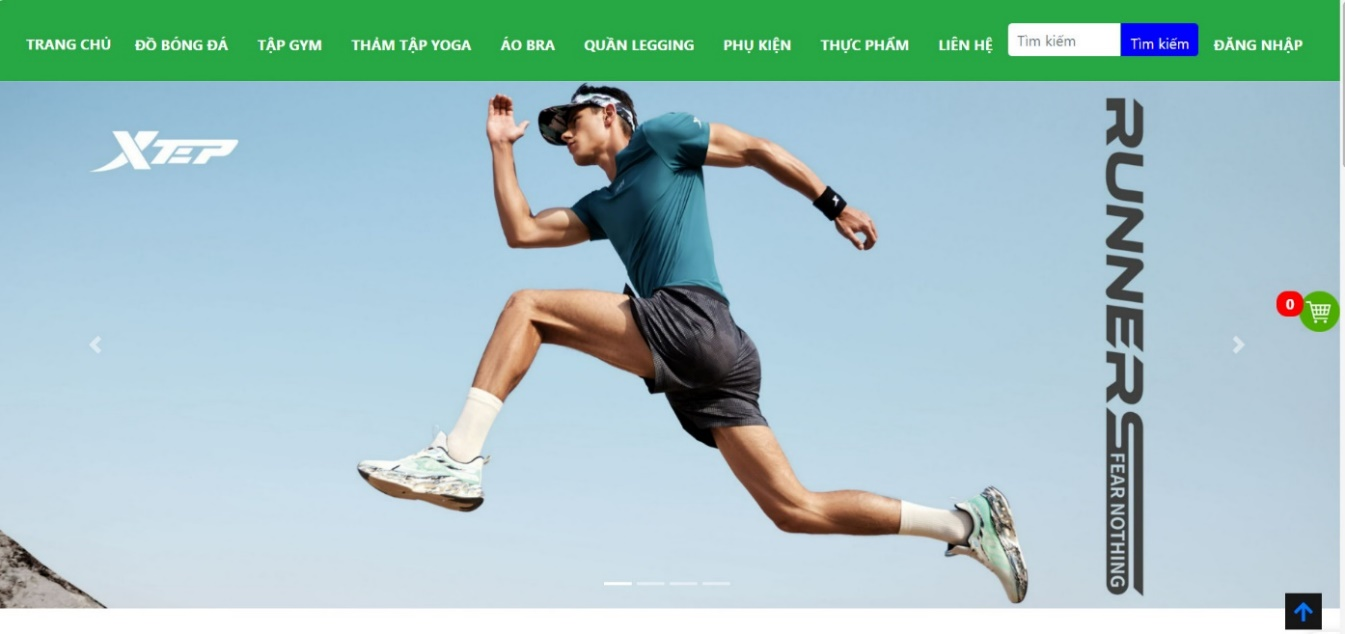 TRANG CHỦ
ĐỒ BÓNG ĐÁ
TẬP GYM
THẢM TẬP YOGA
ÁO BRA
QUẦN LEGGING
PHỤ KIỆN
THỰC PHẨM
LIÊN HỆ
Tìm kiếm
Tìm kiếm
ĐĂNG NHẬP
XTEP
RUNNERS
FEAR NOTHING
0